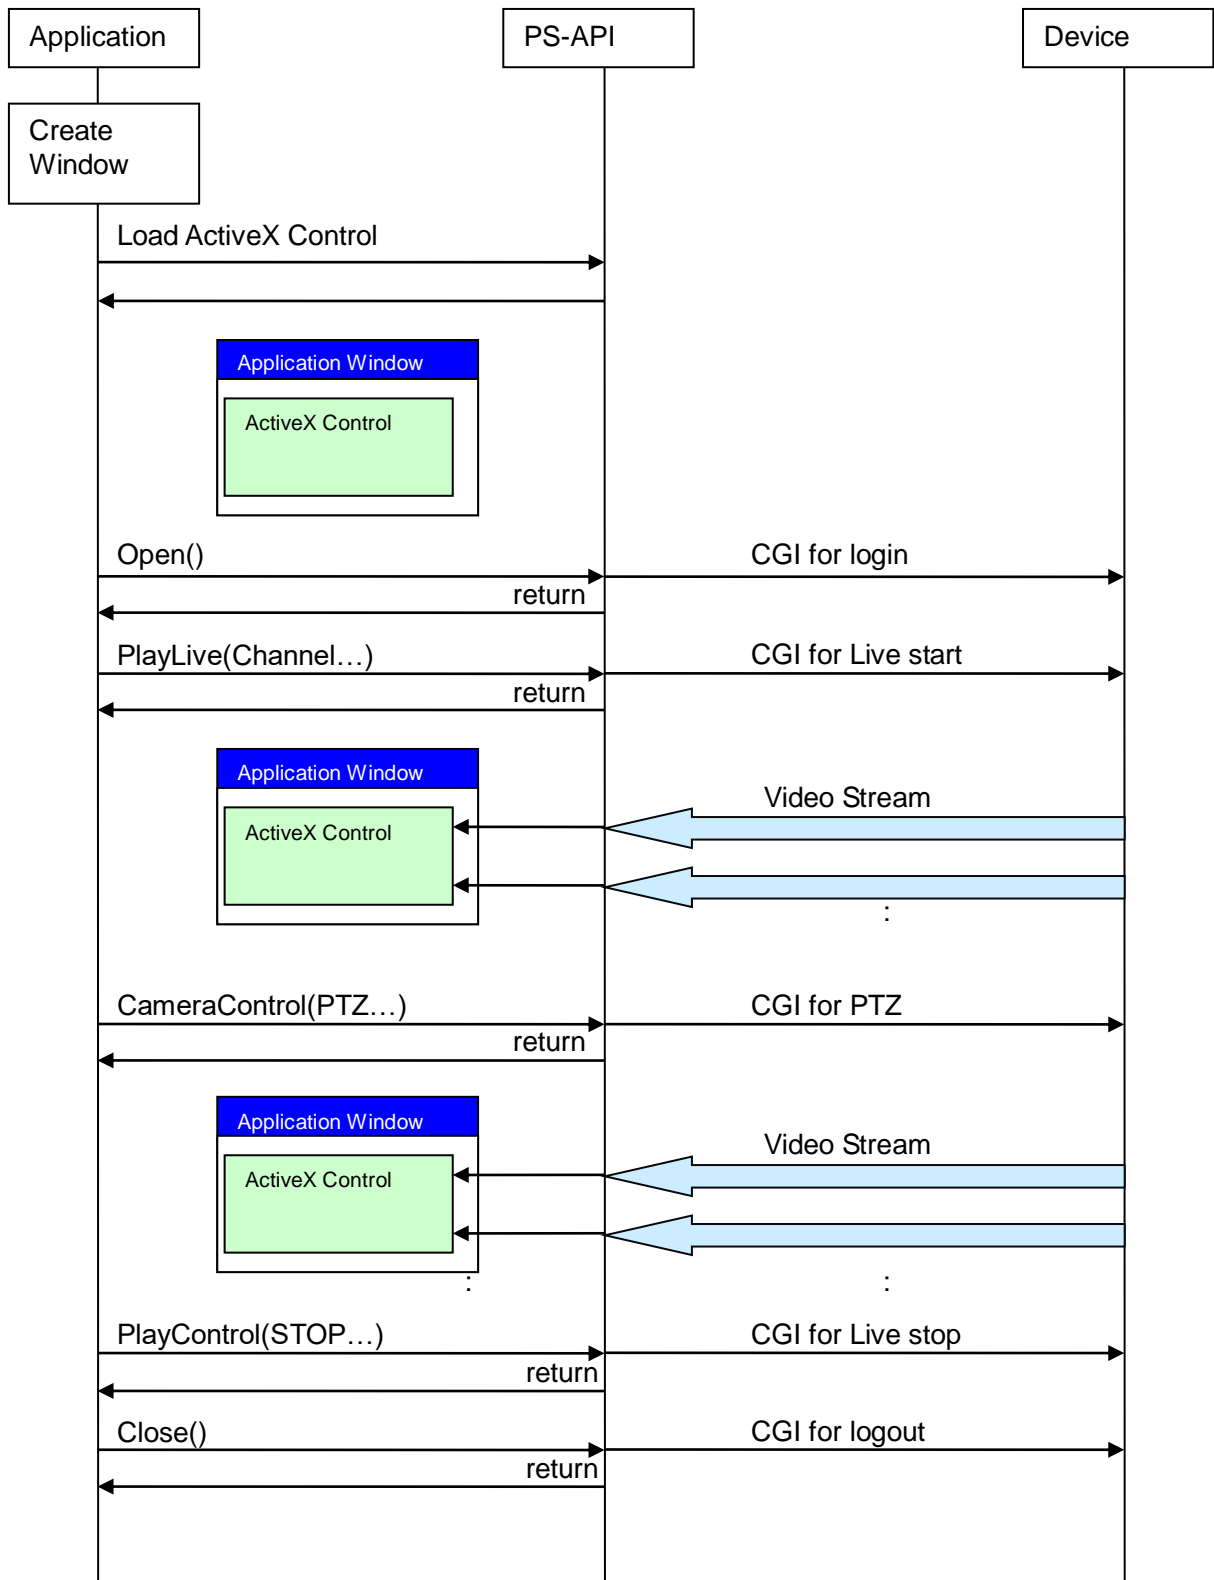 Application
PS-API
Device
Create
Window
Load ActiveX Control
Application Window
ActiveX Control
Open()
CGI for login
return
PlayLive(Channel…)
CGI for Live start
return
Application Window
Video Stream
ActiveX Control
:
CameraControl(PTZ…)
CGI for PTZ
return
Application Window
Video Stream
ActiveX Control
:
:
PlayControl(STOP…)
CGI for Live stop
return
Close()
CGI for logout
return